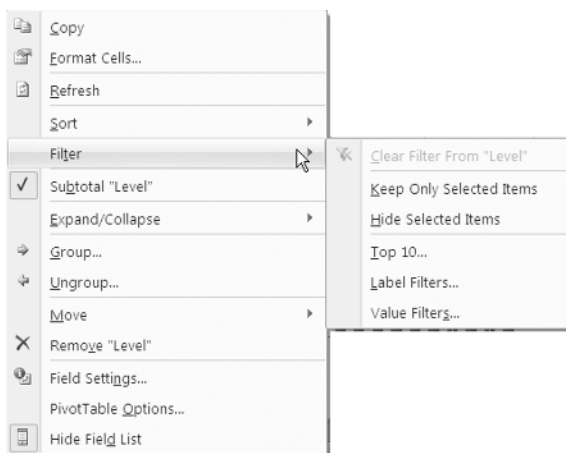 Copy
Format Cells...
Refresh
Sort
Filter
Subtotal "Level"
Expand/Collapse
Group...
Ungroup...
Move
Remove "Level"
Field Settings...
PivotTable Options...
Hide Field List
Clear Filter From "Level"
Keep Only Selected Items
Hide Selected Items
Top 10...
Label Filters...
Value Filters...